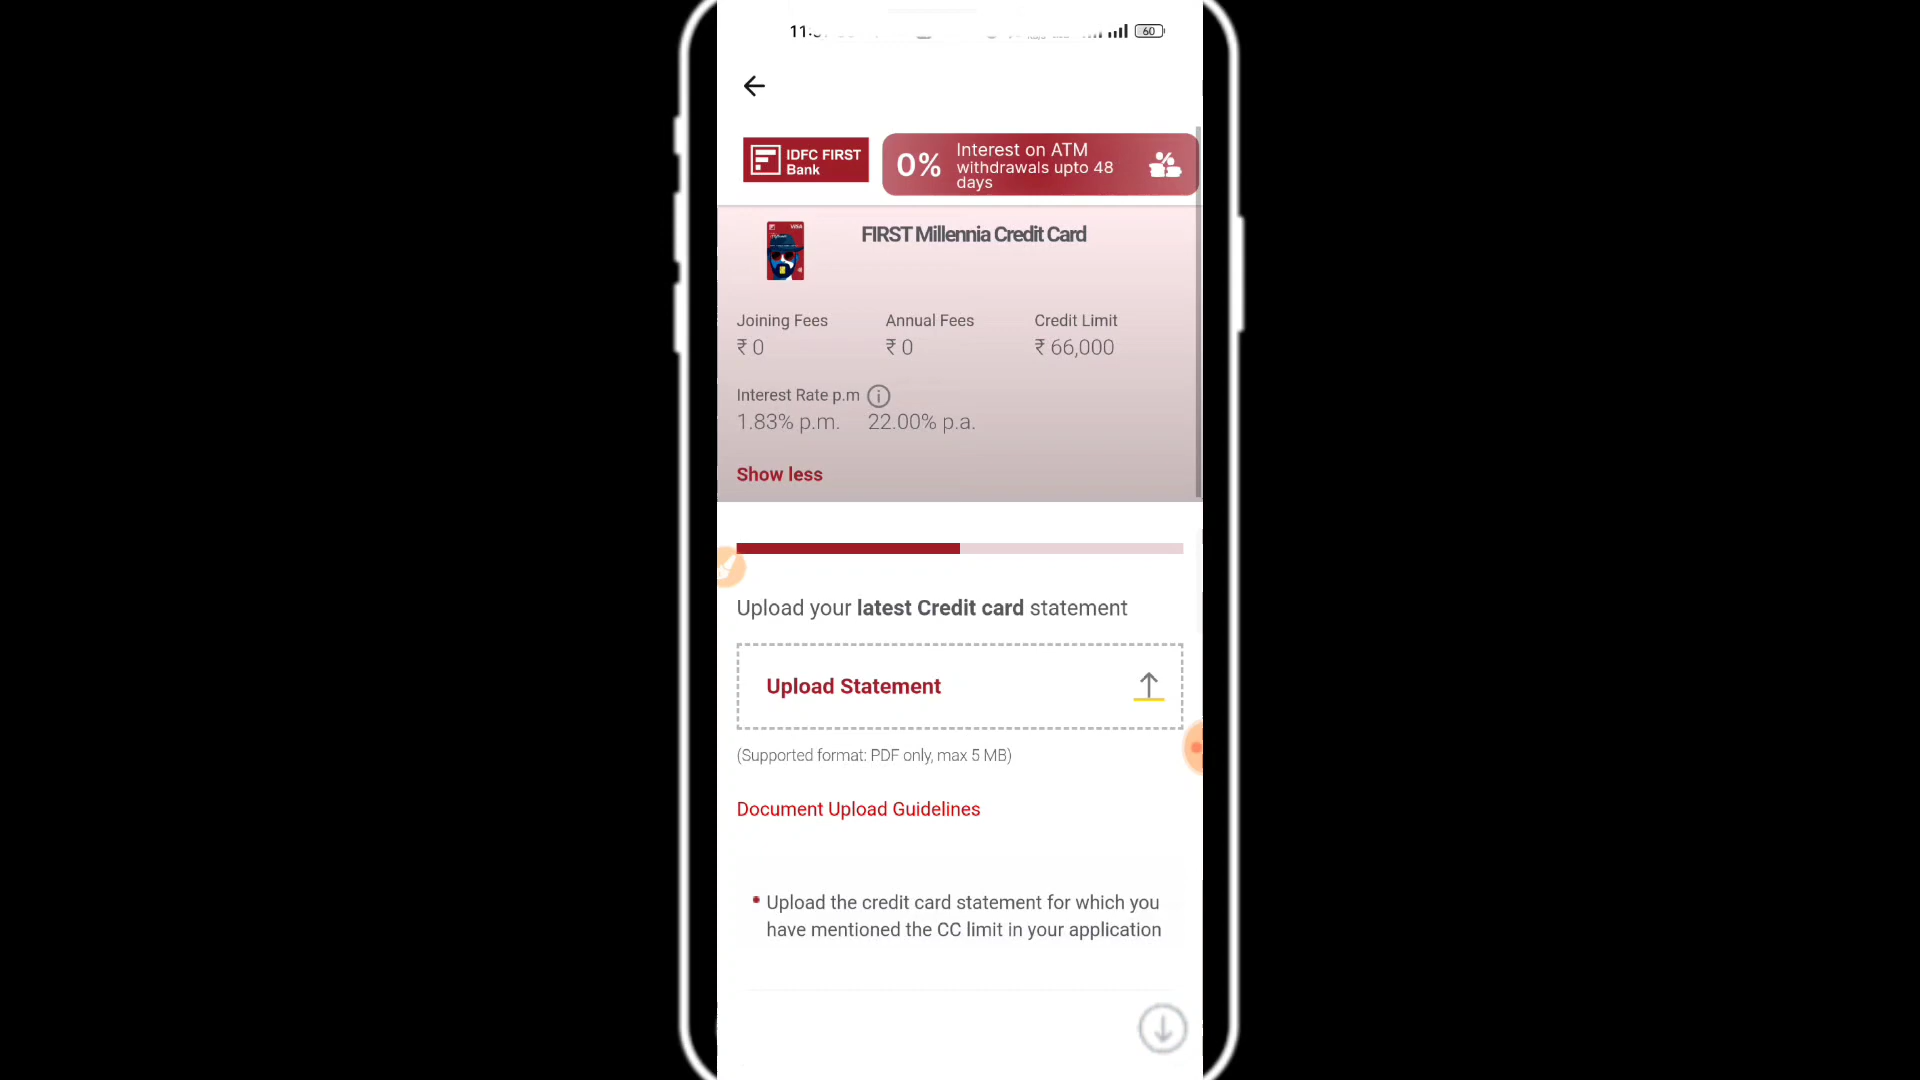 60
IDFC FIRST
Bank
0%
Interest on ATM
withdrawals upto 48
days
VISA
FIRST Millennia Credit Card
Joining Fees Annual Fees Credit Limit
₹ 0 ₹ 0 ₹ 66,000
Interest Rate p.m
1.83% p.m. 22.00% p.a.
Show less
Upload your latest Credit card statement
Upload Statement
(Supported format: PDF only, max 5 MB)
Document Upload Guidelines
Upload the credit card statement for which you
have mentioned the CC limit in your application